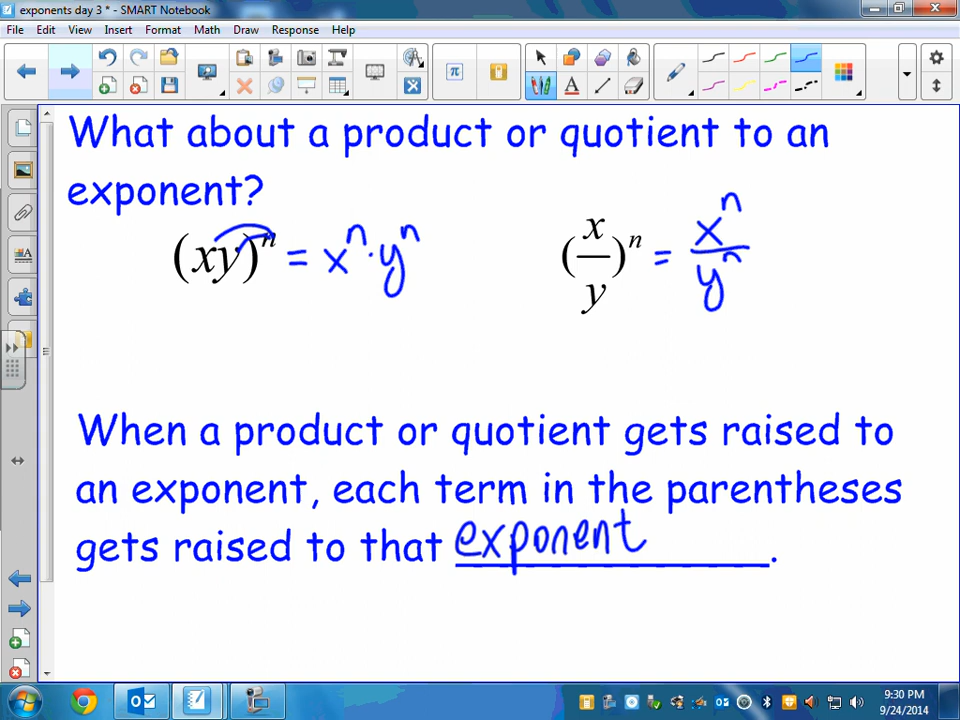 exponents day 3 * - SMART Notebook
File Edit View Insert Format Math Draw Response Help
What about a product or quotient to an
exponent?
(xy)^n = x^n · y^n
(x/y)^n = x^n/y^n
When a product or quotient gets raised to
an exponent, each term in the parentheses
gets raised to that exponent.
9:30 PM
9/24/2014